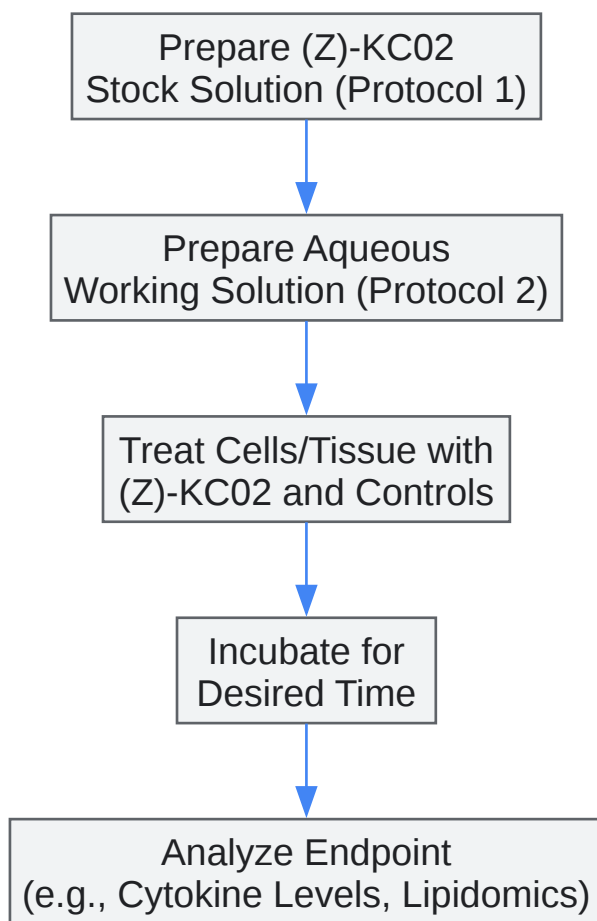 Prepare (Z)-KC02
Stock Solution (Protocol 1)
Prepare Aqueous
Working Solution (Protocol 2)
Treat Cells/Tissue with
(Z)-KC02 and Controls
Incubate for
Desired Time
Analyze Endpoint
(e.g., Cytokine Levels, Lipidomics)